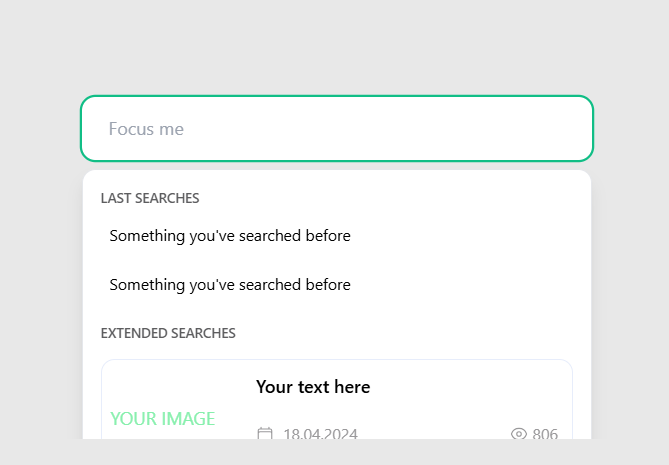 Focus me
LAST SEARCHES
Something you've searched before
Something you've searched before
EXTENDED SEARCHES
Your text here
YOUR IMAGE
18.04.2024 806